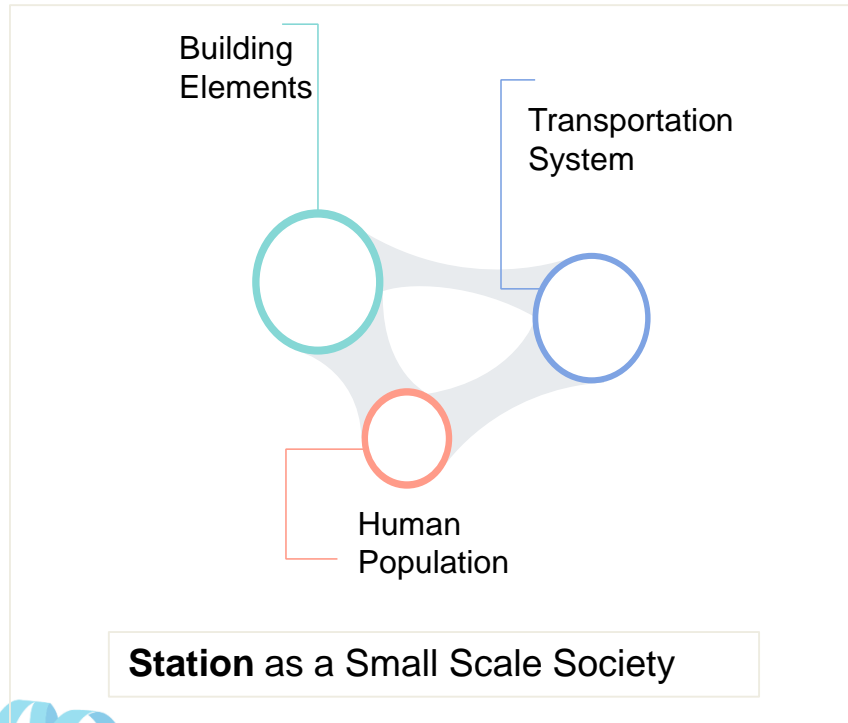 Building
Elements
Transportation
System
Human
Population
Station as a Small Scale Society